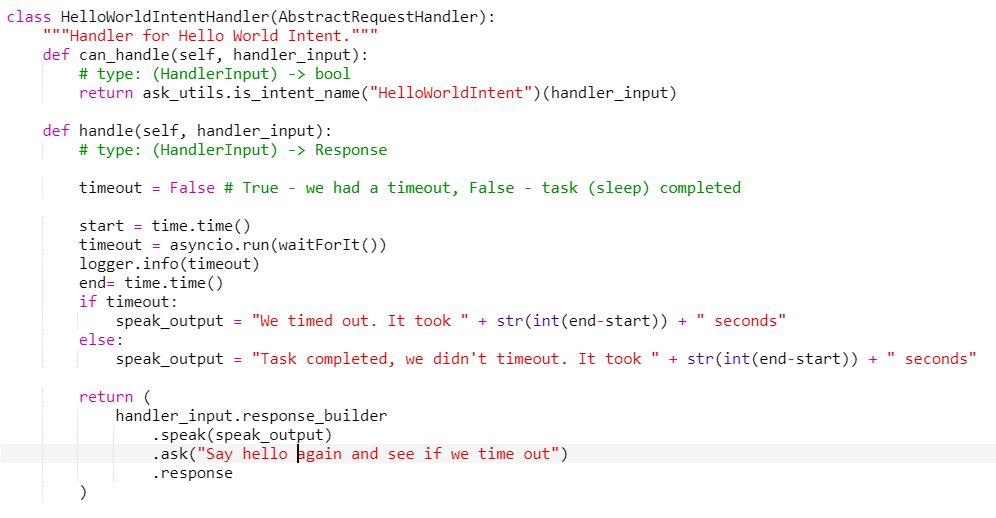 class HelloWorldIntentHandler(AbstractRequestHandler):
    """Handler for Hello World Intent."""
    def can_handle(self, handler_input):
        # type: (HandlerInput) -> bool
        return ask_utils.is_intent_name("HelloWorldIntent")(handler_input)

    def handle(self, handler_input):
        # type: (HandlerInput) -> Response

        timeout = False # True - we had a timeout, False - task (sleep) completed

        start = time.time()
        timeout = asyncio.run(waitForIt())
        logger.info(timeout)
        end= time.time()
        if timeout:
            speak_output = "We timed out. It took " + str(int(end-start)) + " seconds"
        else:
            speak_output = "Task completed, we didn't timeout. It took " + str(int(end-start)) + " seconds"

        return (
            handler_input.response_builder
                .speak(speak_output)
                .ask("Say hello again and see if we time out")
                .response
        )